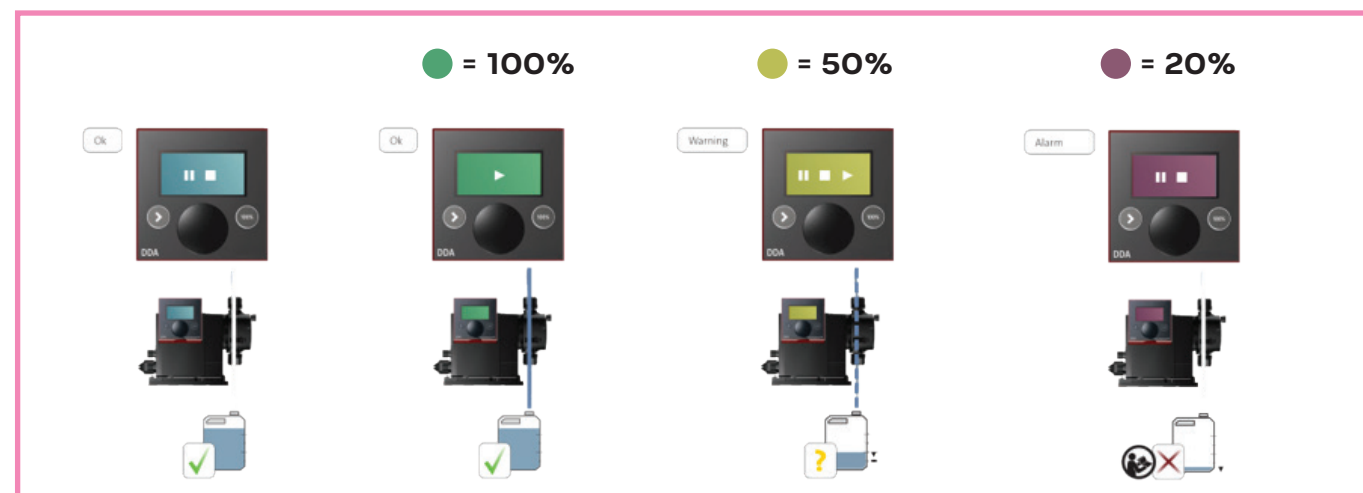 = 100%
= 50%
= 20%
Ok
Ok
Warning
Alarm
100%
100%
100%
100%
DDA
DDA
DDA
DDA